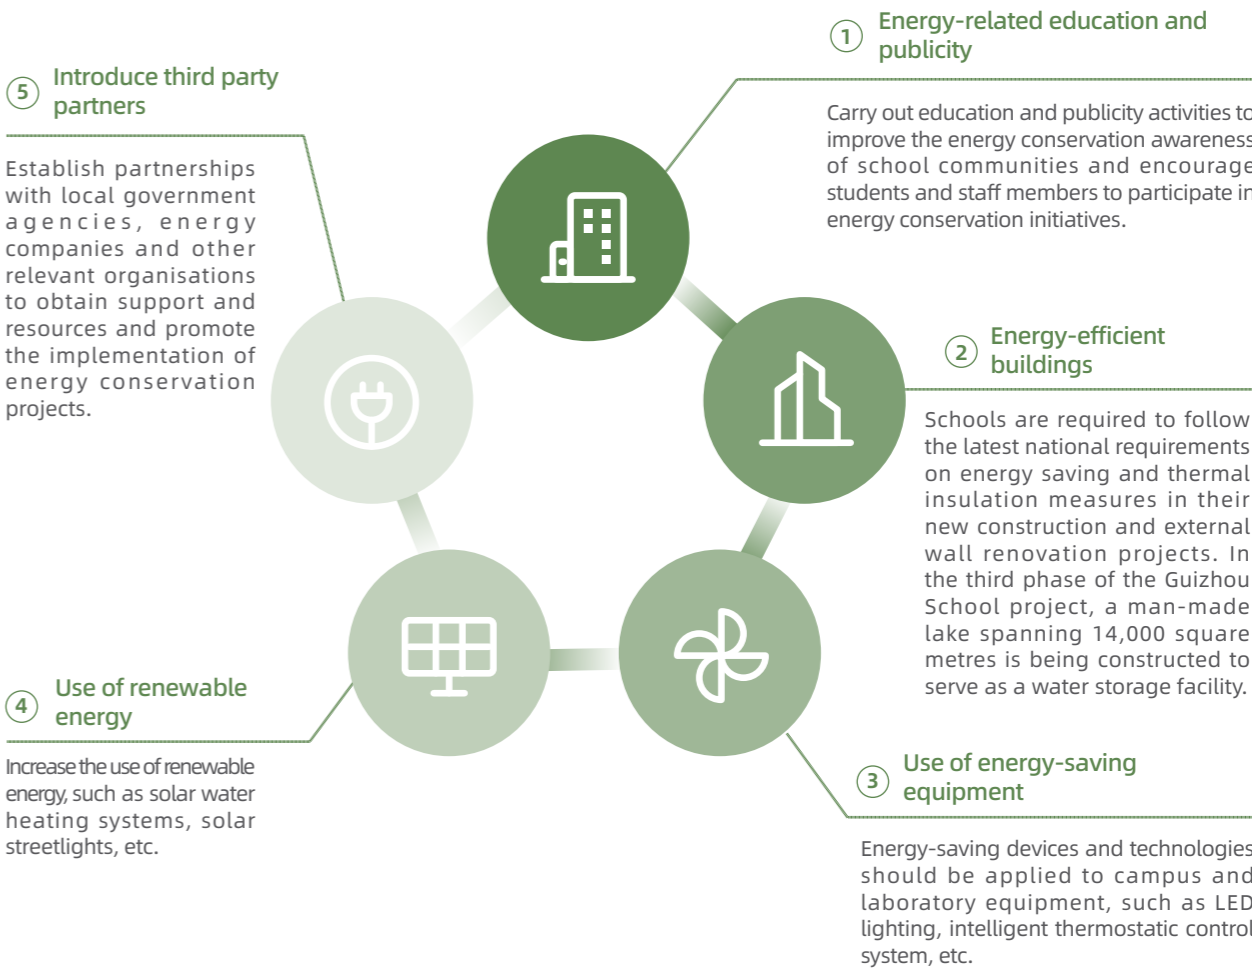 1
Energy-related education and
publicity
Carry out education and publicity activities to
improve the energy conservation awareness
of school communities and encourage
students and staff members to participate in
energy conservation initiatives.
2
Energy-efficient
buildings
Schools are required to follow
the latest national requirements
on energy saving and thermal
insulation measures in their
new construction and external
wall renovation projects. In
the third phase of the Guizhou
School project, a man-made
lake spanning 14,000 square
metres is being constructed to
serve as a water storage facility.
3
Use of energy-saving
equipment
Energy-saving devices and technologies
should be applied to campus and
laboratory equipment, such as LED
lighting, intelligent thermostatic control
system, etc.
4
Use of renewable
energy
Increase the use of renewable
energy, such as solar water
heating systems, solar
streetlights, etc.
5
Introduce third party
partners
Establish partnerships
with local government
agencies, energy
companies and other
relevant organisations
to obtain support and
resources and promote
the implementation of
energy conservation
projects.